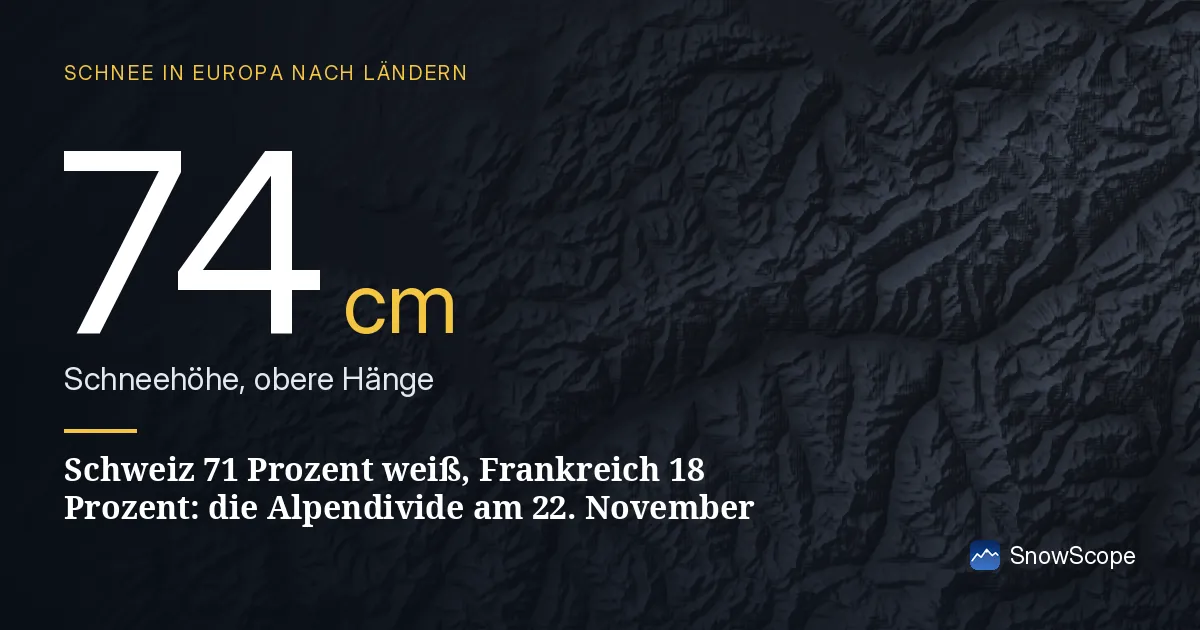 SCHNEE IN EUROPA NACH LÄNDERN
74 cm
Schneehöhe, obere Hänge
Schweiz 71 Prozent weiß, Frankreich 18
Prozent: die Alpendivide am 22. November
SnowScope